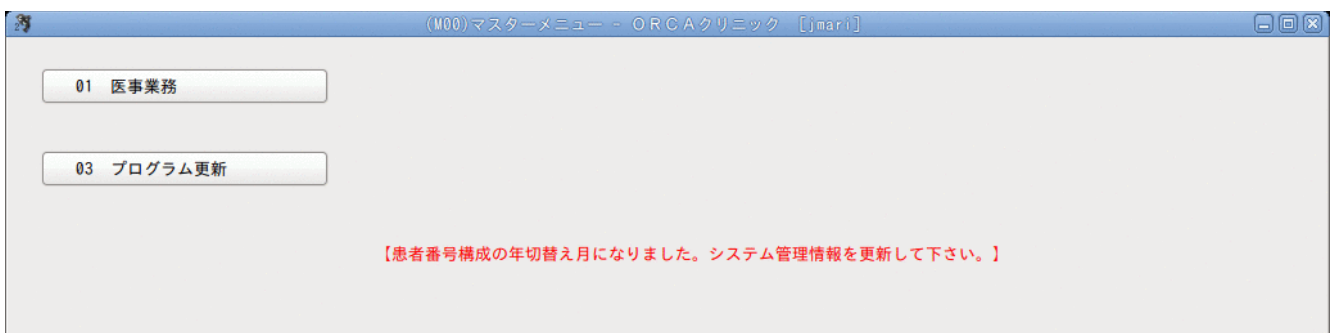 (M00)マスターメニュー - ORCAクリニック [jmari]
01 医事業務
03 プログラム更新
【患者番号構成の年切替え月になりました。システム管理情報を更新して下さい。】